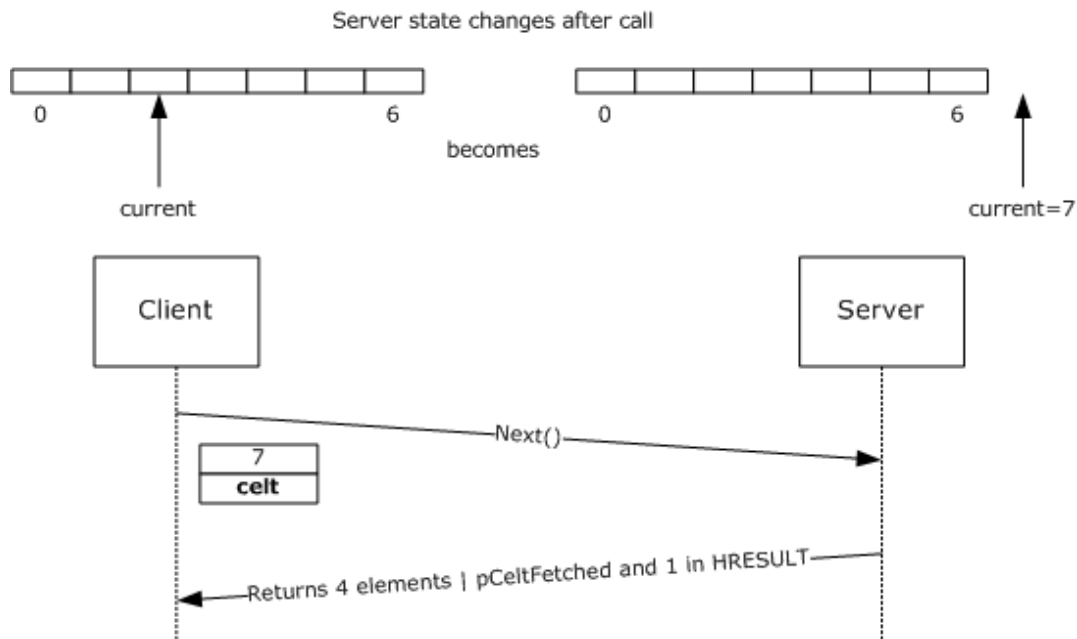 Server state changes after call
0 6 0 6
becomes
current current=7
Client Server
Next()
7
celt
Returns 4 elements | pCeltFetched and 1 in HRESULT